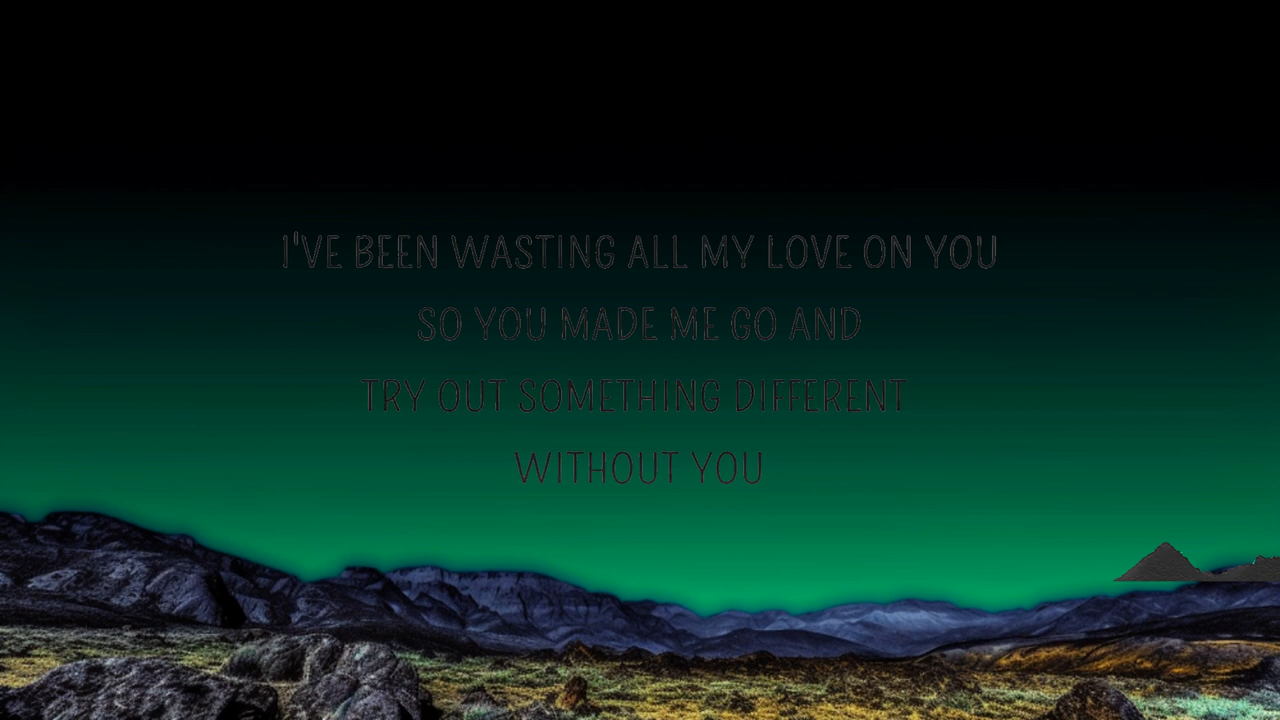 I'VE BEEN WASTING ALL MY LOVE ON YOU
SO YOU MADE ME GO AND
TRY OUT SOMETHING DIFFERENT
WITHOUT YOU